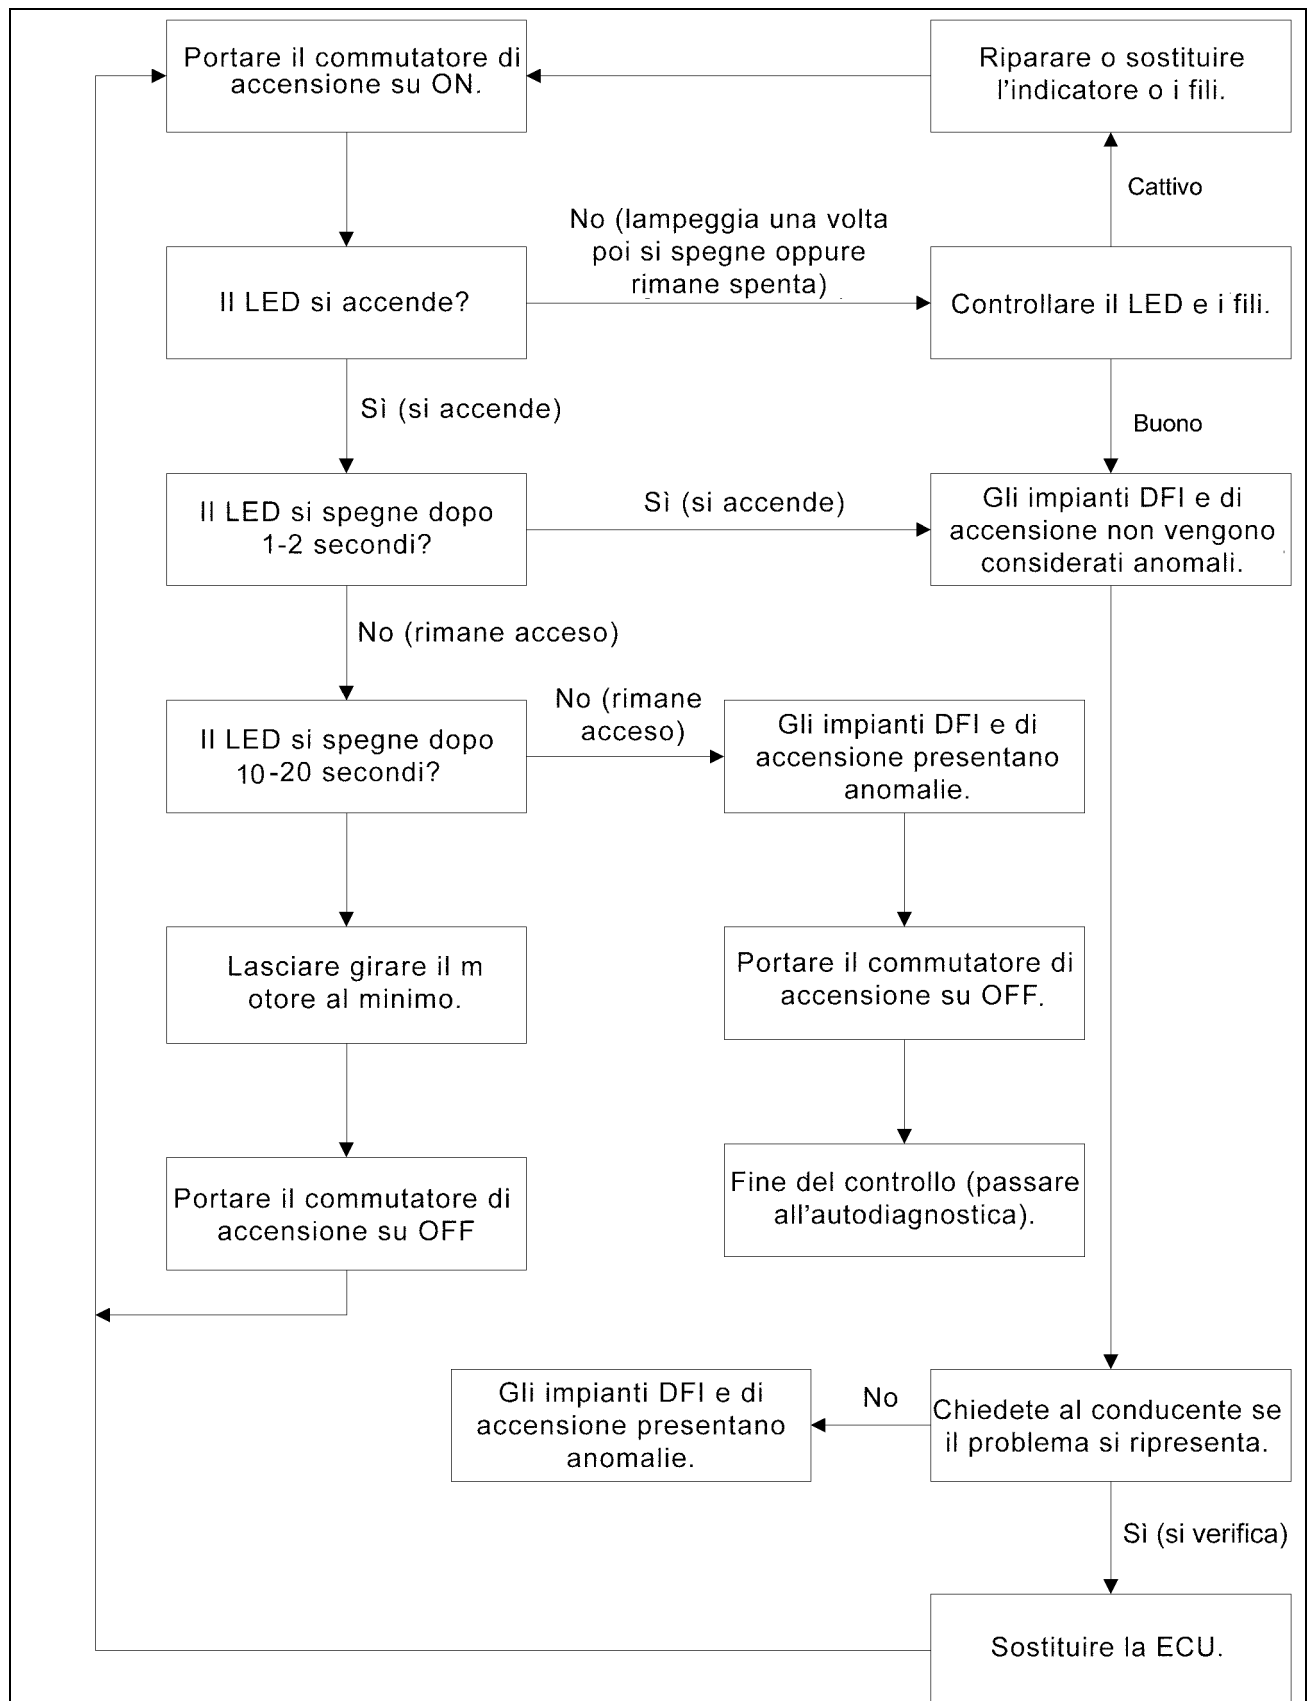 Portare il commutatore di
accensione su ON.
Riparare o sostituire
l'indicatore o i fili.
Cattivo
No (lampeggia una volta
poi si spegne oppure
rimane spenta)
Il LED si accende?
Controllare il LED e i fili.
Sì (si accende)
Buono
Il LED si spegne dopo
1-2 secondi?
Sì (si accende)
Gli impianti DFI e di
accensione non vengono
considerati anomali.
No (rimane acceso)
Il LED si spegne dopo
10-20 secondi?
No (rimane
acceso)
Gli impianti DFI e di
accensione presentano
anomalie.
Lasciare girare il m
otore al minimo.
Portare il commutatore di
accensione su OFF.
Portare il commutatore di
accensione su OFF
Fine del controllo (passare
all'autodiagnostica).
Gli impianti DFI e di
accensione presentano
anomalie.
No
Chiedete al conducente se
il problema si ripresenta.
Sì (si verifica)
Sostituire la ECU.